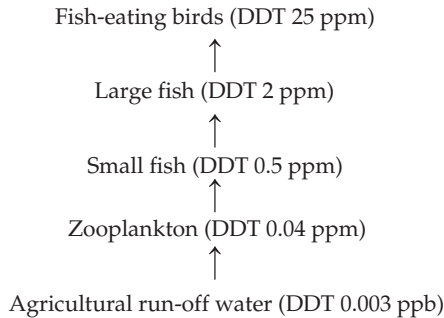 Fish-eating birds (DDT 25 ppm)
Large fish (DDT 2 ppm)
Small fish (DDT 0.5 ppm)
Zooplankton (DDT 0.04 ppm)
Agricultural run-off water (DDT 0.003 ppb)